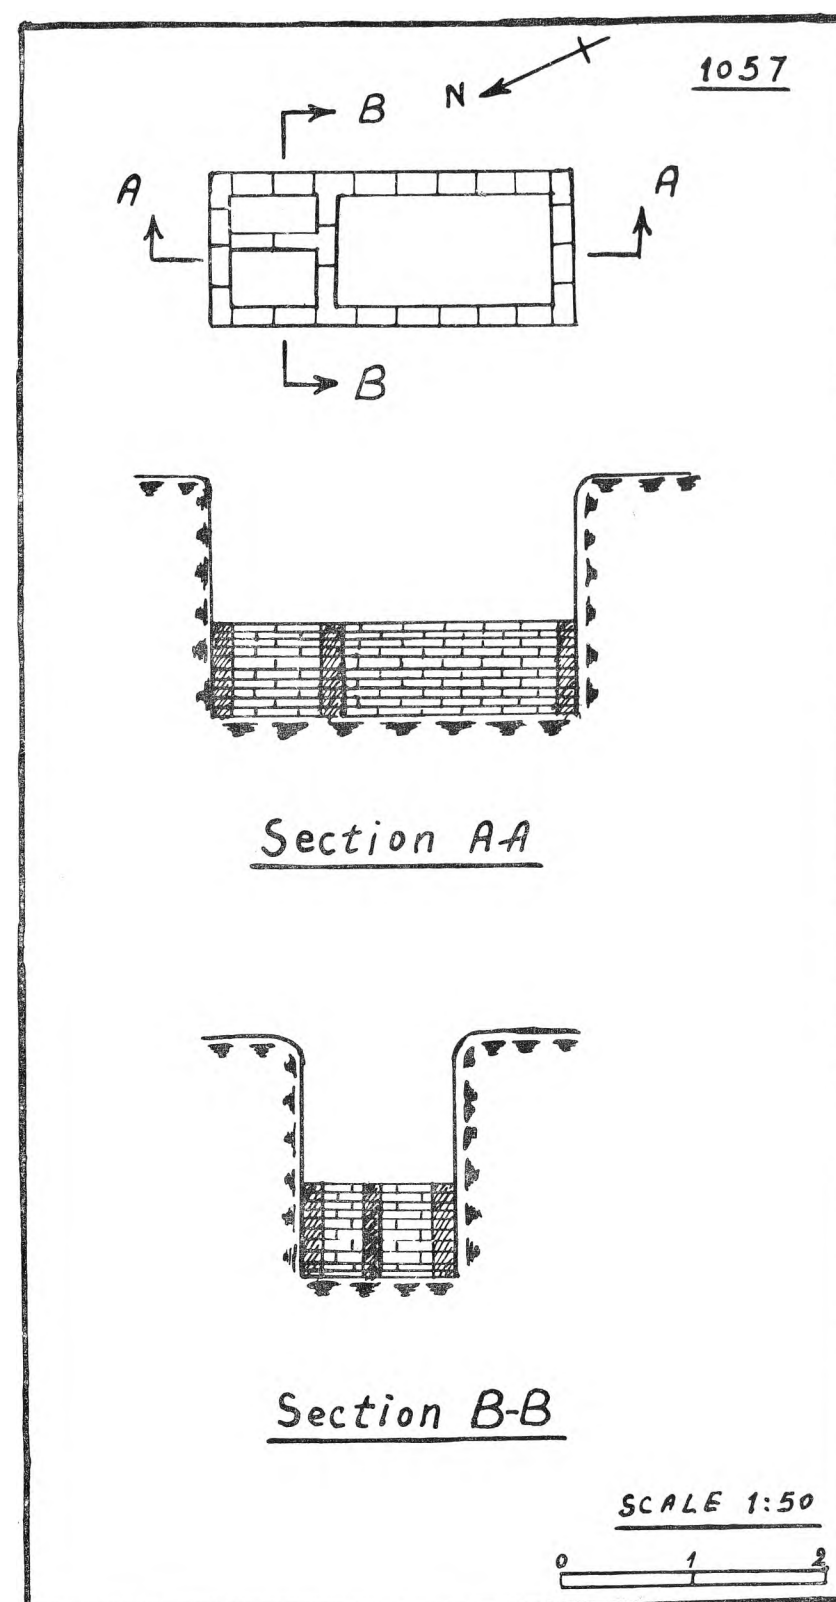 1057
N
B
A A
B
Section A-A
Section B-B
SCALE 1:50
0 1 2